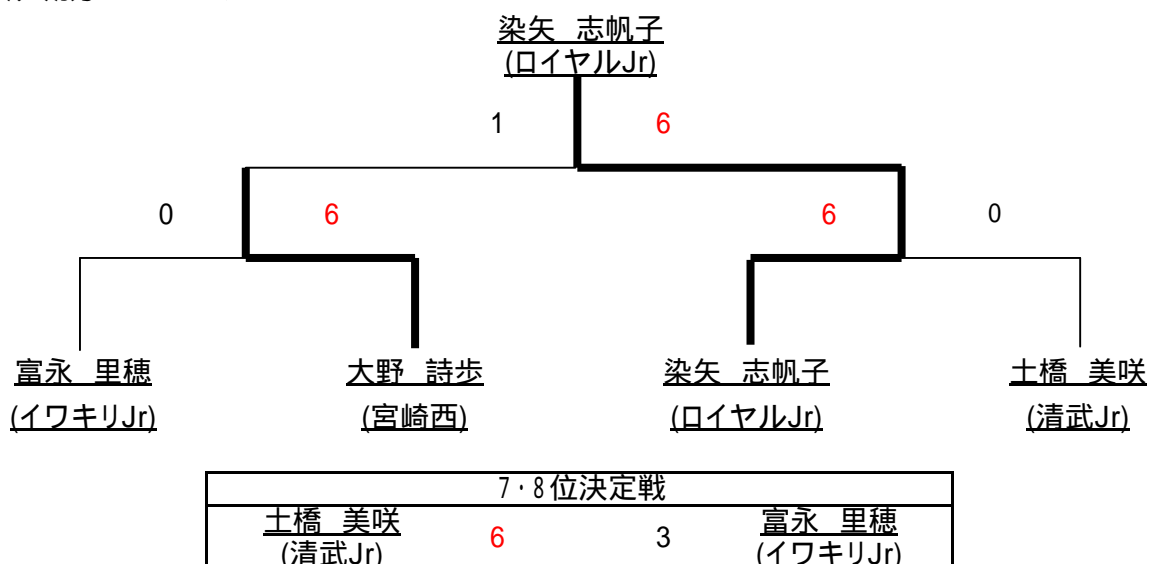 染矢 志帆子
(ロイヤルJr)
1 6
0 6 6 0
富永 里穂 大野 詩歩 染矢 志帆子 土橋 美咲
(イワキリJr) (宮崎西) (ロイヤルJr) (清武Jr)
7・8位決定戦
土橋 美咲 6 3 富永 里穂
(清武Jr) (イワキリJr)